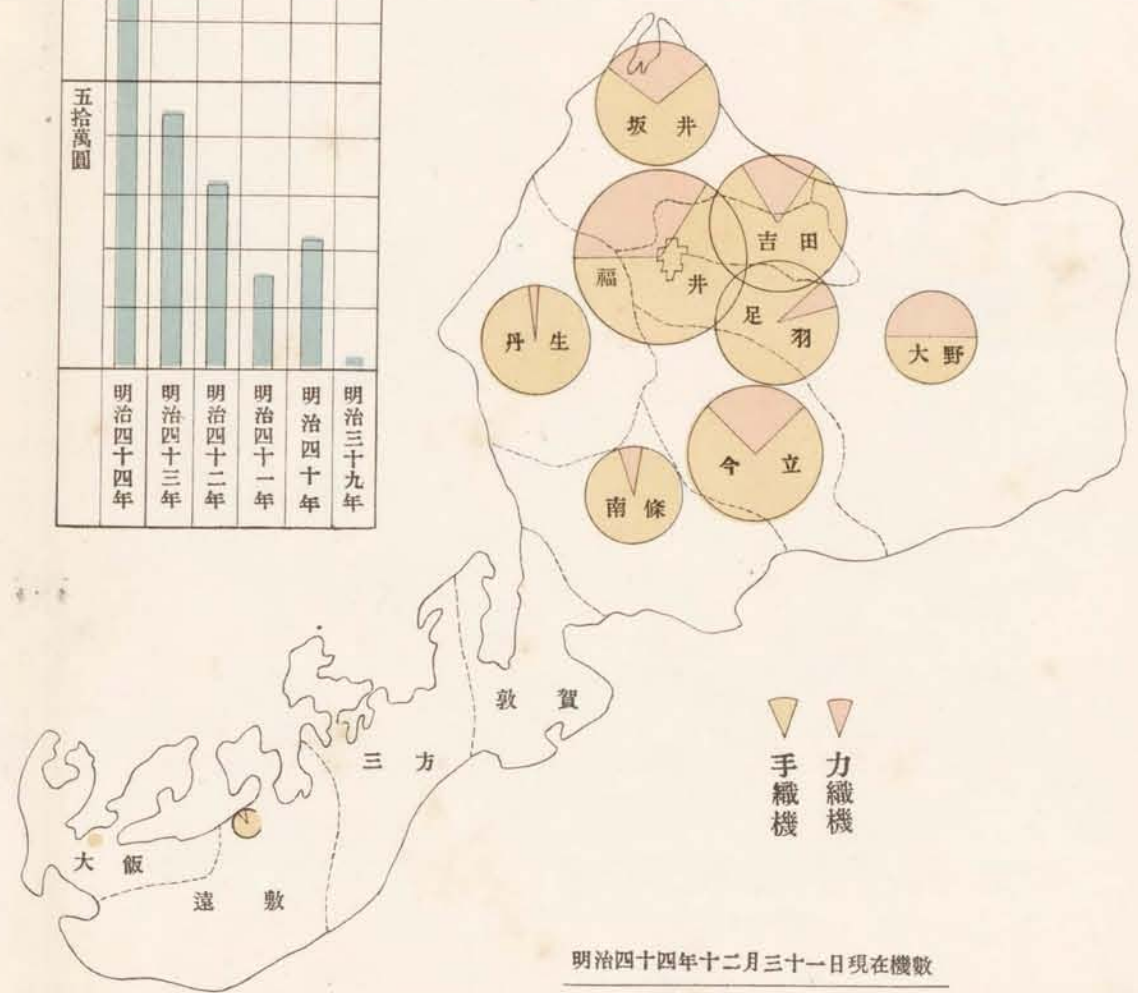 五拾萬圓
明治三十九年
明治四十年
明治四十一年
明治四十二年
明治四十三年
明治四十四年
坂井
吉田
福井
足羽
大野
丹生
今立
南條
敦賀
三方
大飯
遠敷
力織機
手織機
明治四十四年十二月三十一日現在機數